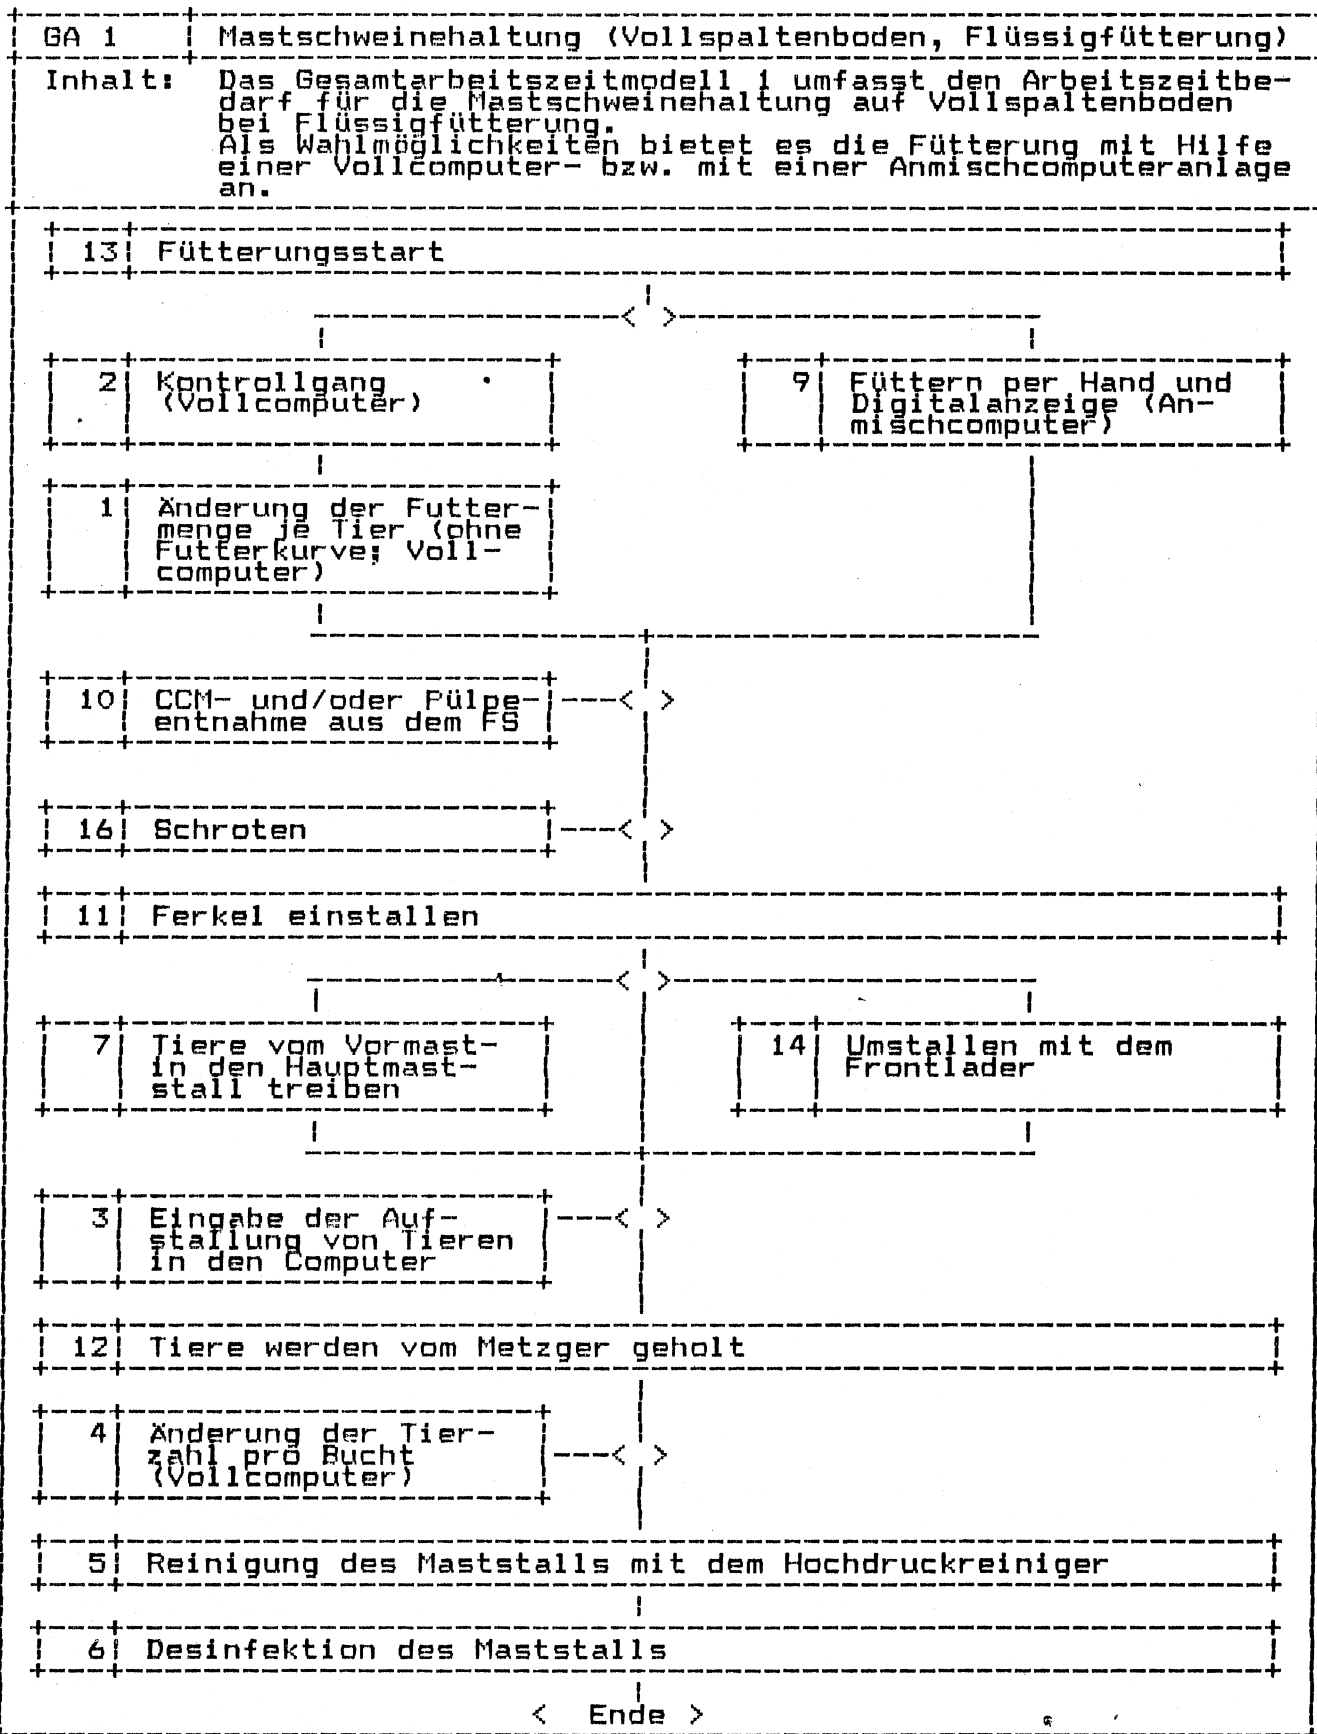 GA 1 Mastschweinehaltung (Vollspaltenboden, Flüssigfütterung)
Inhalt: Das Gesamtarbeitszeitmodell 1 umfasst den Arbeitszeitbe-
darf für die Mastschweinehaltung auf Vollspaltenboden
bei Flüssigfütterung.
Als Wahlmöglichkeiten bietet es die Fütterung mit Hilfe
einer Vollcomputer- bzw. mit einer Anmischcomputeranlage
an.
13 Fütterungsstart
< >
2 Kontrollgang
(Vollcomputer)
9 Füttern per Hand und
Digitalanzeige (An-
mischcomputer)
1 Änderung der Futter-
menge je Tier (ohne
Futterkurve; Voll-
computer)
10 CCM- und/oder Pülpe-
entnahme aus dem FS
< >
16 Schroten
< >
11 Ferkel einstallen
< >
7 Tiere vom Vormast-
in den Hauptmast-
stall treiben
14 Umstallen mit dem
Frontlader
3 Eingabe der Auf-
stallung von Tieren
in den Computer
< >
12 Tiere werden vom Metzger geholt
4 Änderung der Tier-
zahl pro Bucht
(Vollcomputer)
< >
5 Reinigung des Maststalls mit dem Hochdruckreiniger
6 Desinfektion des Maststalls
< Ende >